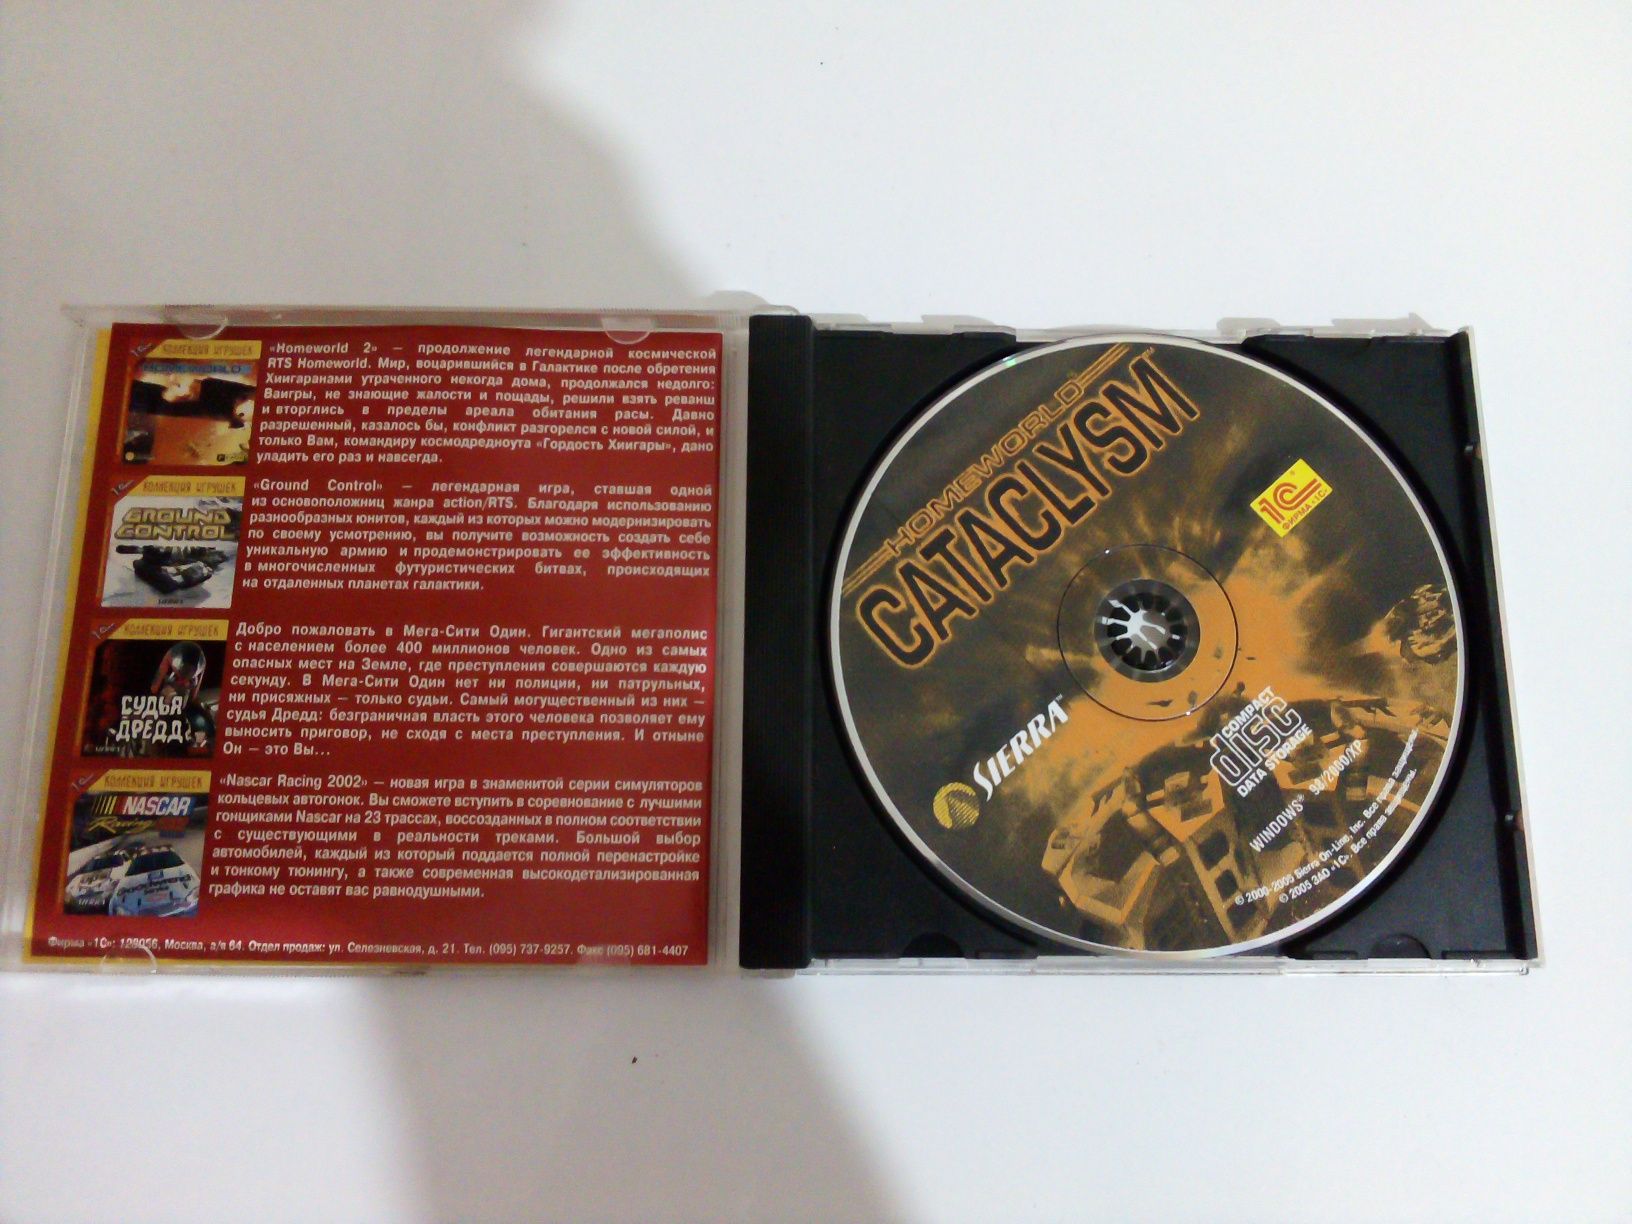 КОЛЛЕКЦИЯ ИГРУШЕК
HOMEWORLD
«Homeworld 2» — продолжение легендарной космической
RTS Homeworld. Мир, воцарившийся в Галактике после обретения
Хиигаранами утраченного некогда дома, продолжался недолго:
Ваигры, не знающие жалости и пощады, решили взять реванш
и вторглись в пределы ареала обитания расы. Давно
разрешенный, казалось бы, конфликт разгорелся с новой силой, и
только Вам, командиру космодредноута «Гордость Хиигары», дано
уладить его раз и навсегда.
КОЛЛЕКЦИЯ ИГРУШЕК
GROUND
CONTROL
«Ground Control» — легендарная игра, ставшая одной
из основоположниц жанра action/RTS. Благодаря использованию
разнообразных юнитов, каждый из которых можно модернизировать
по своему усмотрению, вы получите возможность создать себе
уникальную армию и продемонстрировать ее эффективность
в многочисленных футуристических битвах, происходящих
на отдаленных планетах галактики.
КОЛЛЕКЦИЯ ИГРУШЕК
СУДЬЯ
ДРЕДД
Добро пожаловать в Мега-Сити Один. Гигантский мегаполис
с населением более 400 миллионов человек. Одно из самых
опасных мест на Земле, где преступления совершаются каждую
секунду. В Мега-Сити Один нет ни полиции, ни патрульных,
ни присяжных — только судьи. Самый могущественный из них —
судья Дредд: безграничная власть этого человека позволяет ему
выносить приговор, не сходя с места преступления. И отныне
Он — это Вы...
КОЛЛЕКЦИЯ ИГРУШЕК
NASCAR
Racing
«Nascar Racing 2002» — новая игра в знаменитой серии симуляторов
кольцевых автогонок. Вы сможете вступить в соревнование с лучшими
гонщиками Nascar на 23 трассах, воссозданных в полном соответствии
с существующими в реальности треками. Большой выбор
автомобилей, каждый из который поддается полной перенастройке
и тонкому тюнингу, а также современная высокодетализированная
графика не оставят вас равнодушными.
Фирма «1С»: 123056, Москва, а/я 64. Отдел продаж: ул. Селезневская, д. 21. Тел. (095) 737-9257. Факс (095) 681-4407
HOMEWORLD®
CATACLYSM™
1С®
ФИРМА «1С»
SIERRA™
COMPACT
disc
DATA STORAGE
WINDOWS® 98/2000/XP
© 2000-2005 Sierra On-Line, Inc. Все права защищены.
© 2005 ЗАО «1С». Все права защищены.